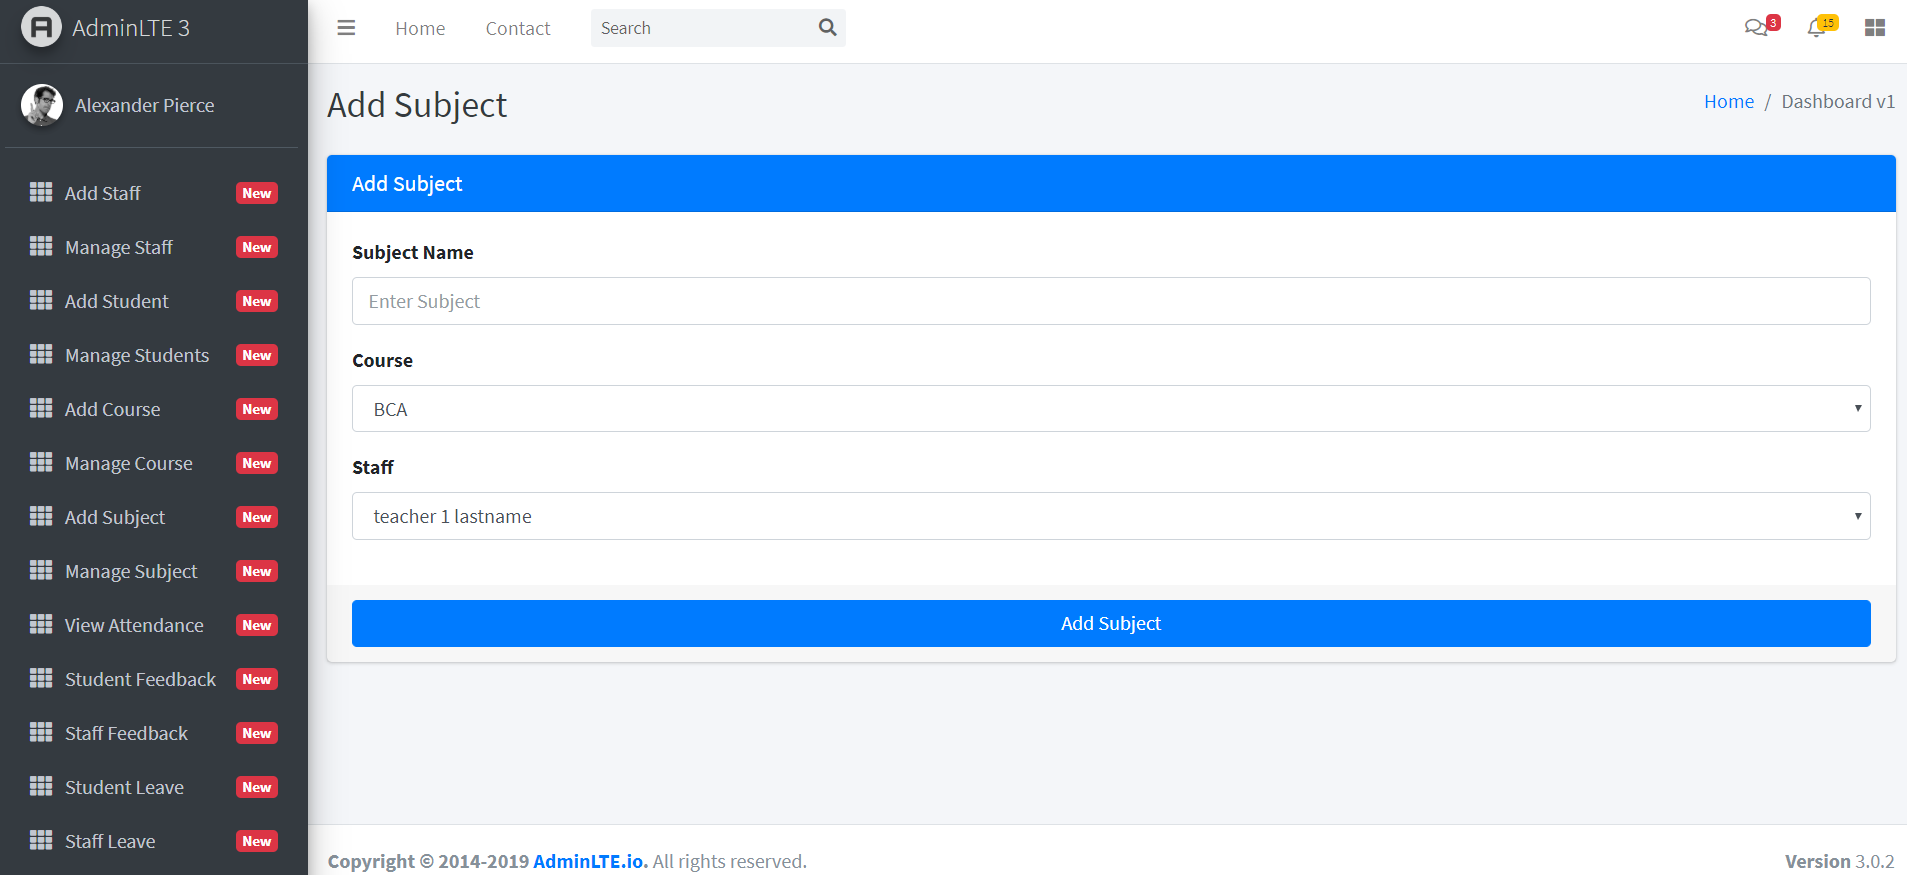 AdminLTE 3
Alexander Pierce
Add Staff New
Manage Staff New
Add Student New
Manage Students New
Add Course New
Manage Course New
Add Subject New
Manage Subject New
View Attendance New
Student Feedback New
Staff Feedback New
Student Leave New
Staff Leave New
Home Contact Search 3 15
Add Subject
Home / Dashboard v1
Add Subject
Subject Name
Enter Subject
Course
BCA
Staff
teacher 1 lastname
Add Subject
Copyright © 2014-2019 AdminLTE.io. All rights reserved.
Version 3.0.2